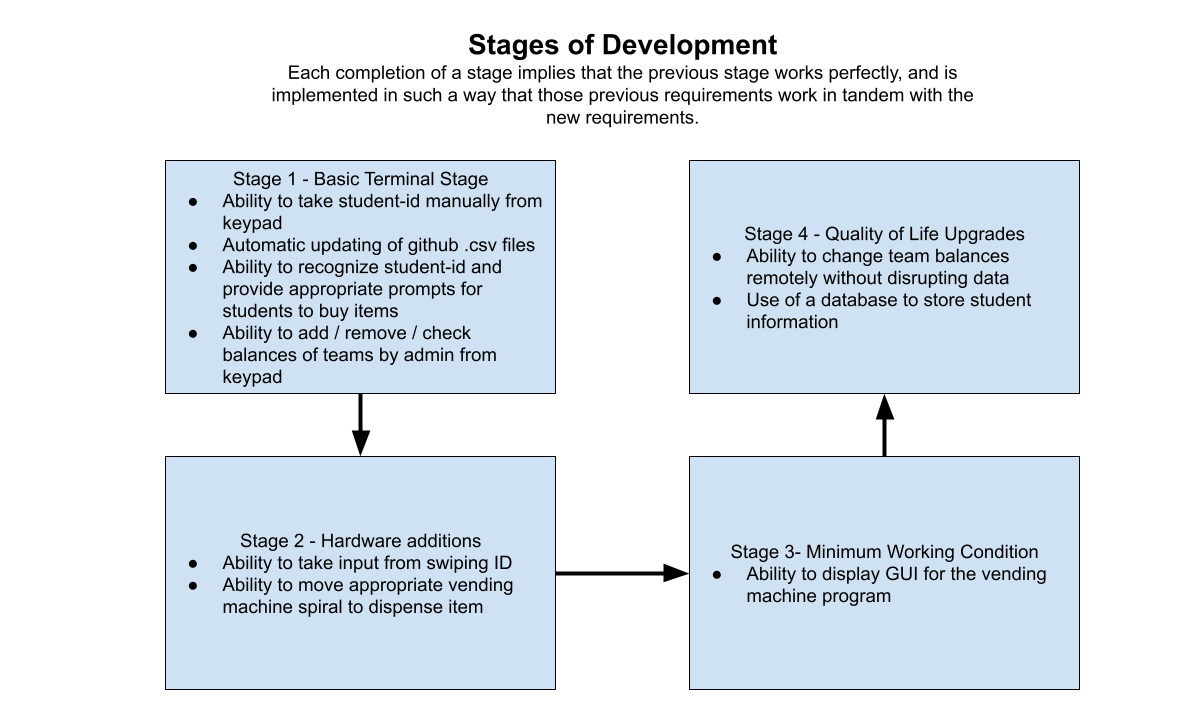 Stages of Development
Each completion of a stage implies that the previous stage works perfectly, and is
implemented in such a way that those previous requirements work in tandem with the
new requirements.
Stage 1 - Basic Terminal Stage
● Ability to take student-id manually from
keypad
● Automatic updating of github .csv files
● Ability to recognize student-id and
provide appropriate prompts for
students to buy items
● Ability to add / remove / check
balances of teams by admin from
keypad
Stage 2 - Hardware additions
● Ability to take input from swiping ID
● Ability to move appropriate vending
machine spiral to dispense item
Stage 3- Minimum Working Condition
● Ability to display GUI for the vending
machine program
Stage 4 - Quality of Life Upgrades
● Ability to change team balances
remotely without disrupting data
● Use of a database to store student
information